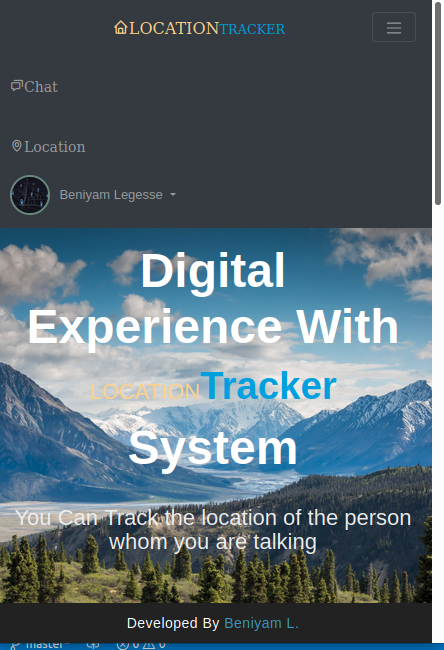 LOCATIONTRACKER
Chat
Location
Beniyam Legesse
Digital
Experience With
LOCATIONTracker
System
You Can Track the location of the person
whom you are talking
Developed By Beniyam L.
master* 0 0